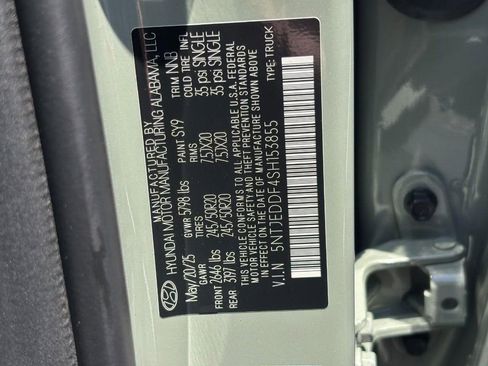 MANUFACTURED BY
HYUNDAI MOTOR MANUFACTURING ALABAMA, LLC
May/20/25 PAINT SY9 TRIM NNB
GVWR 5798 lbs
GAWR TIRES RIMS COLD TIRE INFL
FRONT 2646 lbs 245/50R20 7.5JX20 35 psi SINGLE
REAR 3197 lbs 245/50R20 7.5JX20 35 psi SINGLE
THIS VEHICLE CONFORMS TO ALL APPLICABLE U.S.A. FEDERAL
MOTOR VEHICLE SAFETY AND THEFT PREVENTION STANDARDS
IN EFFECT ON THE DATE OF MANUFACTURE SHOWN ABOVE
V.I.N 5NTJEDDF4SH153855 TYPE:TRUCK